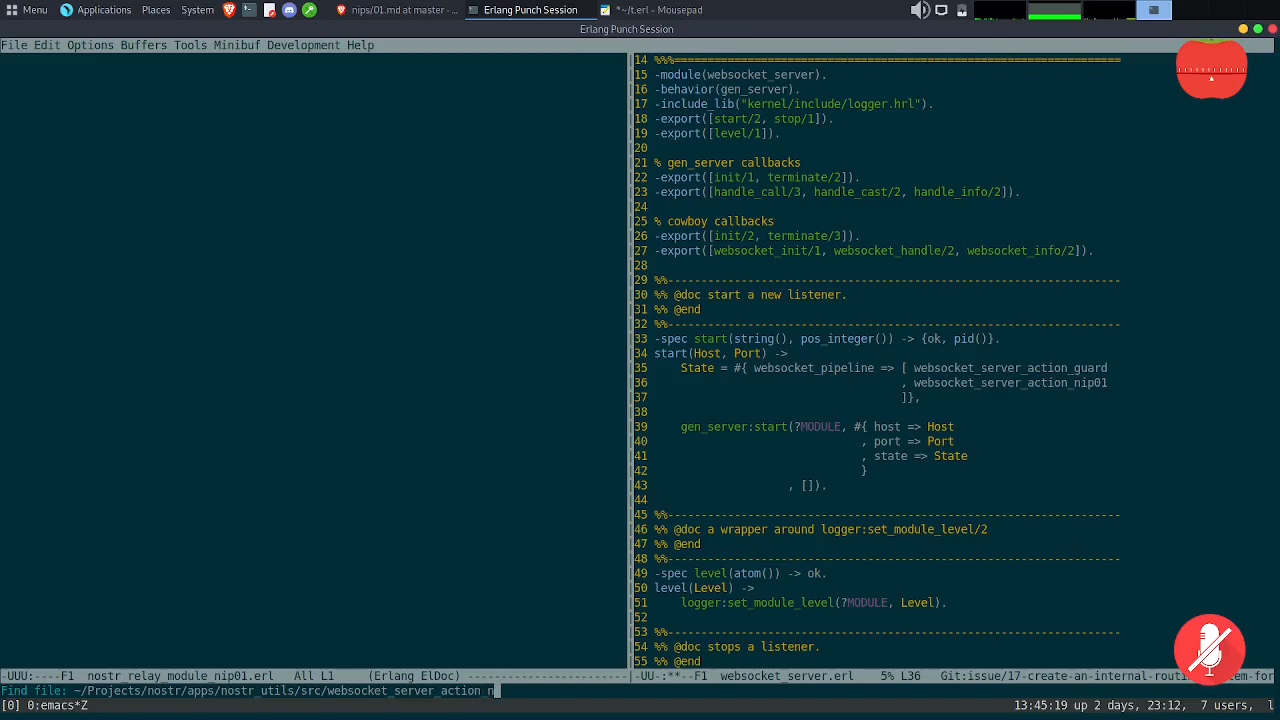 Menu Applications Places System nips/01.md at master - ... Erlang Punch Session *~/t.erl - Mousepad
Erlang Punch Session
File Edit Options Buffers Tools Minibuf Development Help
14 %%%===================================================================
15 -module(websocket_server).
16 -behavior(gen_server).
17 -include_lib("kernel/include/logger.hrl").
18 -export([start/2, stop/1]).
19 -export([level/1]).
20
21 % gen_server callbacks
22 -export([init/1, terminate/2]).
23 -export([handle_call/3, handle_cast/2, handle_info/2]).
24
25 % cowboy callbacks
26 -export([init/2, terminate/3]).
27 -export([websocket_init/1, websocket_handle/2, websocket_info/2]).
28
29 %%--------------------------------------------------------------------
30 %% @doc start a new listener.
31 %% @end
32 %%--------------------------------------------------------------------
33 -spec start(string(), pos_integer()) -> {ok, pid()}.
34 start(Host, Port) ->
35     State = #{ websocket_pipeline => [ websocket_server_action_guard
36                                      , websocket_server_action_nip01
37                                      ]},
38
39     gen_server:start(?MODULE, #{ host => Host
40                                , port => Port
41                                , state => State
42                                }
43                     , []).
44
45 %%--------------------------------------------------------------------
46 %% @doc a wrapper around logger:set_module_level/2
47 %% @end
48 %%--------------------------------------------------------------------
49 -spec level(atom()) -> ok.
50 level(Level) ->
51     logger:set_module_level(?MODULE, Level).
52
53 %%--------------------------------------------------------------------
54 %% @doc stops a listener.
55 %% @end
-UUU:----F1 nostr_relay_module_nip01.erl All L1 (Erlang ElDoc) ------------------------
-UU-:**--F1 websocket_server.erl 5% L36 Git:issue/17-create-an-internal-routi em-for
Find file: ~/Projects/nostr/apps/nostr_utils/src/websocket_server_action_n
[0] 0:emacs*Z 13:45:19 up 2 days, 23:12, 7 users, l